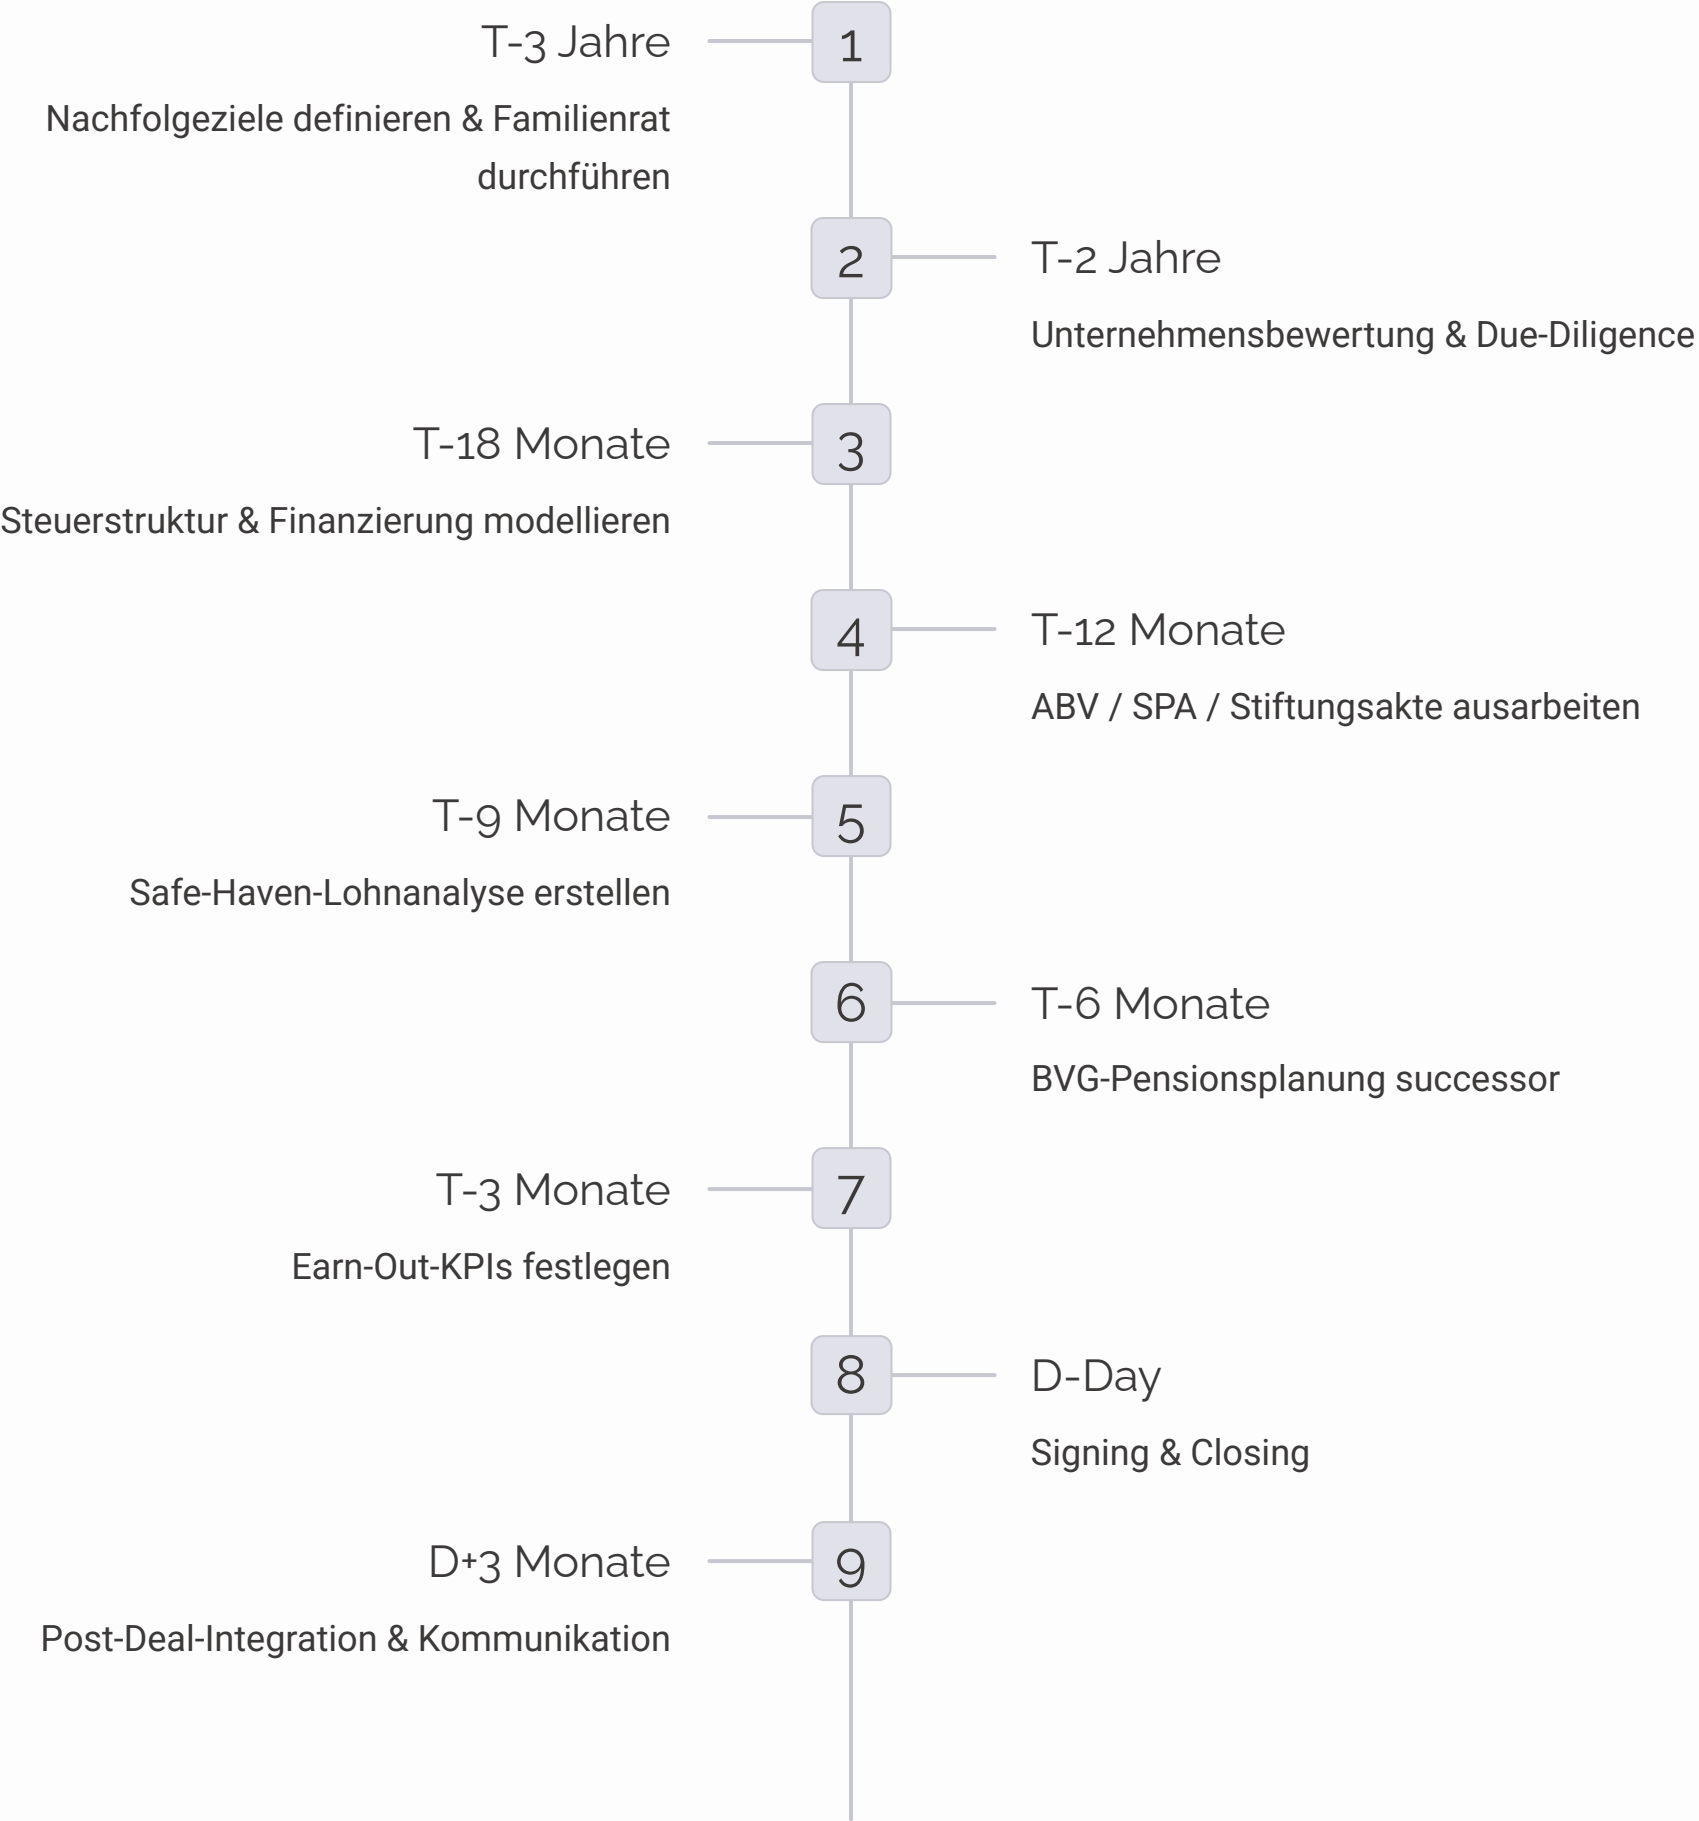 T-3 Jahre
1
Nachfolgeziele definieren & Familienrat
durchführen
2
T-2 Jahre
Unternehmensbewertung & Due-Diligence
T-18 Monate
3
Steuerstruktur & Finanzierung modellieren
4
T-12 Monate
ABV / SPA / Stiftungsakte ausarbeiten
T-9 Monate
5
Safe-Haven-Lohnanalyse erstellen
6
T-6 Monate
BVG-Pensionsplanung successor
T-3 Monate
7
Earn-Out-KPIs festlegen
8
D-Day
Signing & Closing
D+3 Monate
9
Post-Deal-Integration & Kommunikation